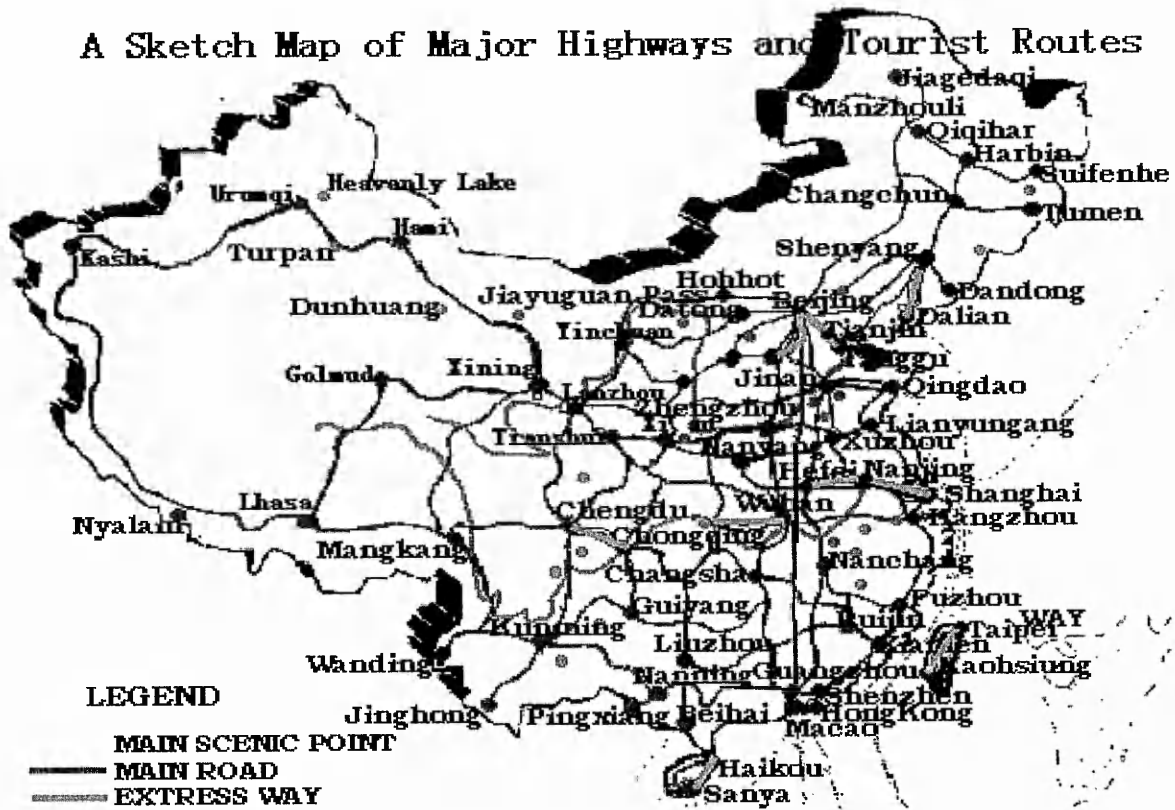 A Sketch Map of Major Highways and Tourist Routes
Jiagedaqi
Manzhouli
Qiqihar
Harbin
Suifenhe
Heavenly Lake
Urumqi
Changchun
Tumen
Hami
Kashi
Turpan
Shenyang
Hohhot
Dandong
Jiayuguan Pass
Beijing
Dunhuang
Datong
Dalian
Yinchuan
Tianjin
Tanggu
Golmud
Xining
Jinan
Qingdao
Lanzhou
Zhengzhou
Lianyungang
Tianshui
Xi'an
Nanyang
Xuzhou
Hefei
Nanjing
Shanghai
Lhasa
Nyalam
Chengdu
Wuhan
Hangzhou
Mangkang
Chongqing
Nanchang
Changsha
Guiyang
Fuzhou
Kunming
Ruijin
WAY
Taipei
Liuzhou
Xiamen
Wanding
Guangzhou
Kaohsiung
Nanning
LEGEND
Shenzhen
Jinghong
Pingxiang
Beihai
HongKong
Macao
MAIN SCENIC POINT
MAIN ROAD
Haikou
EXTRESS WAY
Sanya